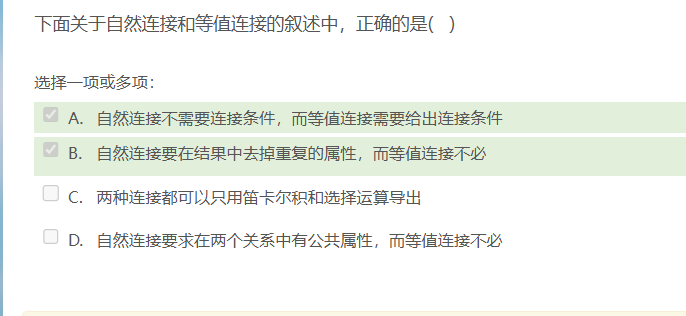 下面关于自然连接和等值连接的叙述中，正确的是(   )
选择一项或多项：
A. 自然连接不需要连接条件，而等值连接需要给出连接条件
B. 自然连接要在结果中去掉重复的属性，而等值连接不必
C. 两种连接都可以只用笛卡尔积和选择运算导出
D. 自然连接要求在两个关系中有公共属性，而等值连接不必